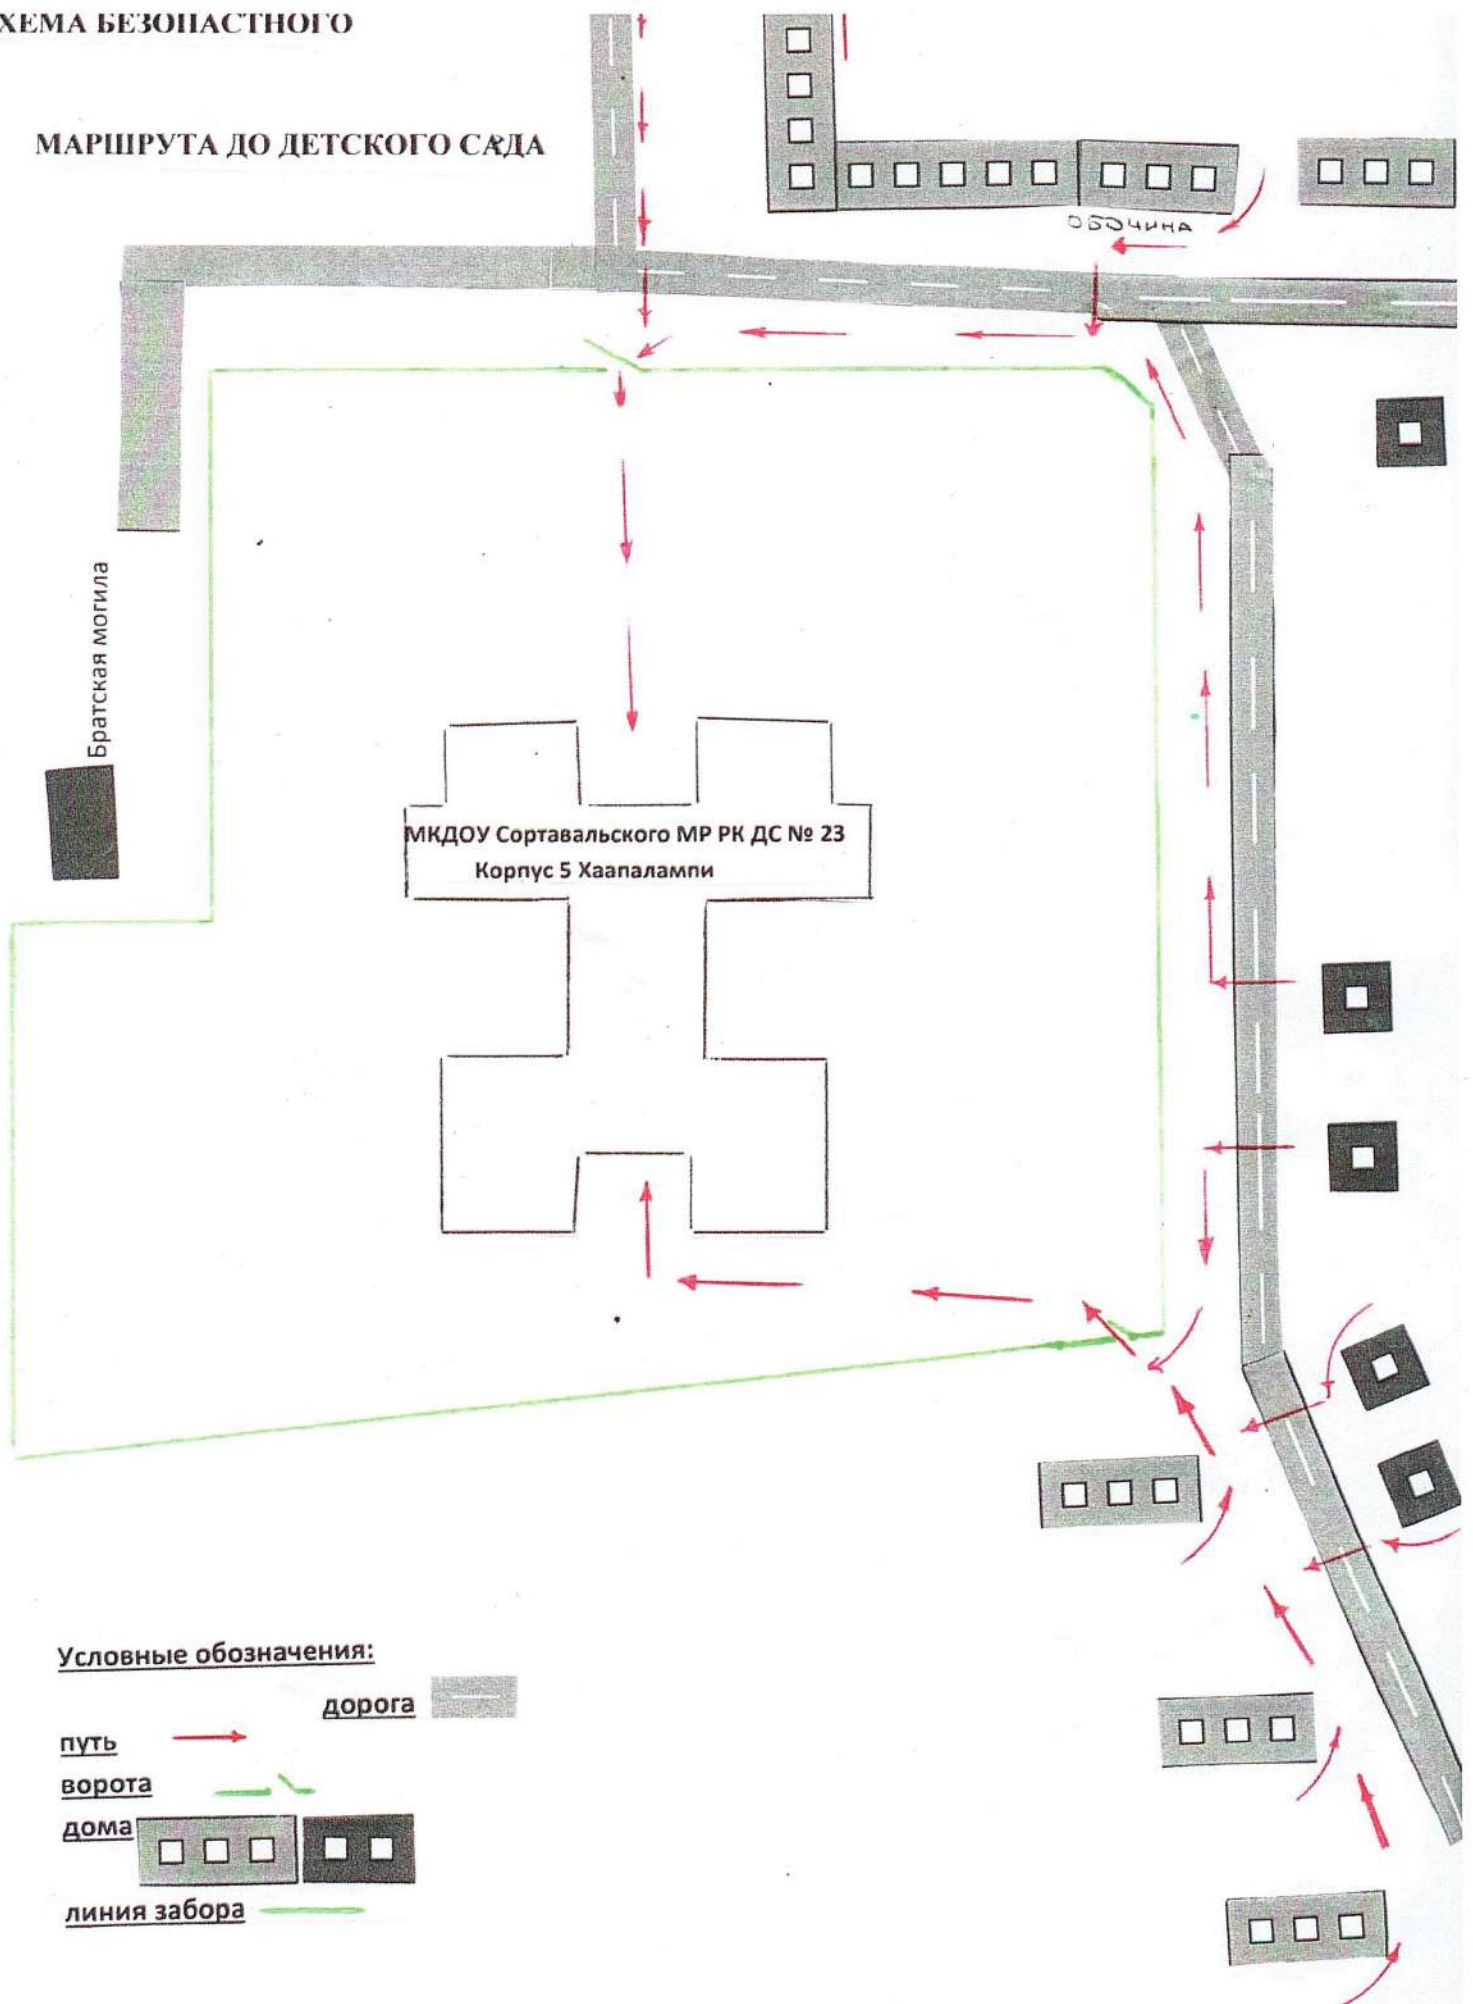 ХЕМА БЕЗОПАСТНОГО
МАРШРУТА ДО ДЕТСКОГО САДА
ОБОЧИНА
Братская могила
МКДОУ Сортавальского МР РК ДС № 23
Корпус 5 Хаапалампи
Условные обозначения:
дорога
путь
ворота
дома
линия забора